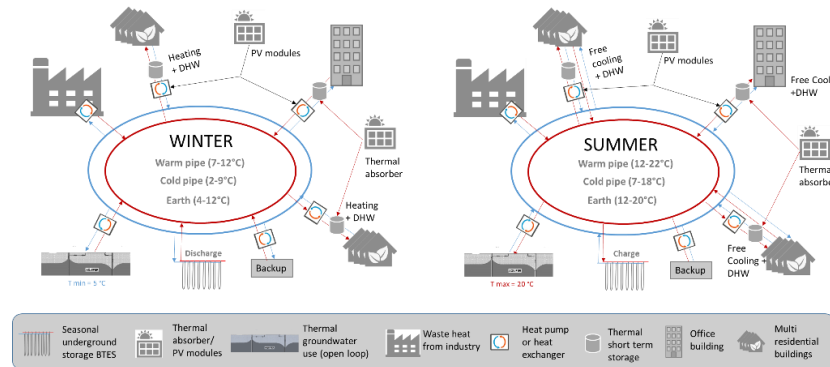 Heating
+ DHW
PV modules
WINTER
Warm pipe (7-12°C)
Cold pipe (2-9°C)
Earth (4-12°C)
Thermal
absorber
Heating
+ DHW
Discharge
Backup
T min = 5 °C
Free
cooling
+ DHW
PV modules
Free Cool
+DHW
SUMMER
Warm pipe (12-22°C)
Cold pipe (7-18°C)
Earth (12-20°C)
Thermal
absorbe
Free
Cooling +
DHW
Charge
Backup
T max = 20 °C
Seasonal
underground
storage BTES
Thermal
absorber/
PV modules
Thermal
groundwater
use (open loop)
Waste heat
from industry
Heat pump
or heat
exchanger
Thermal
short term
storage
Office
building
Multi
residential
buildings